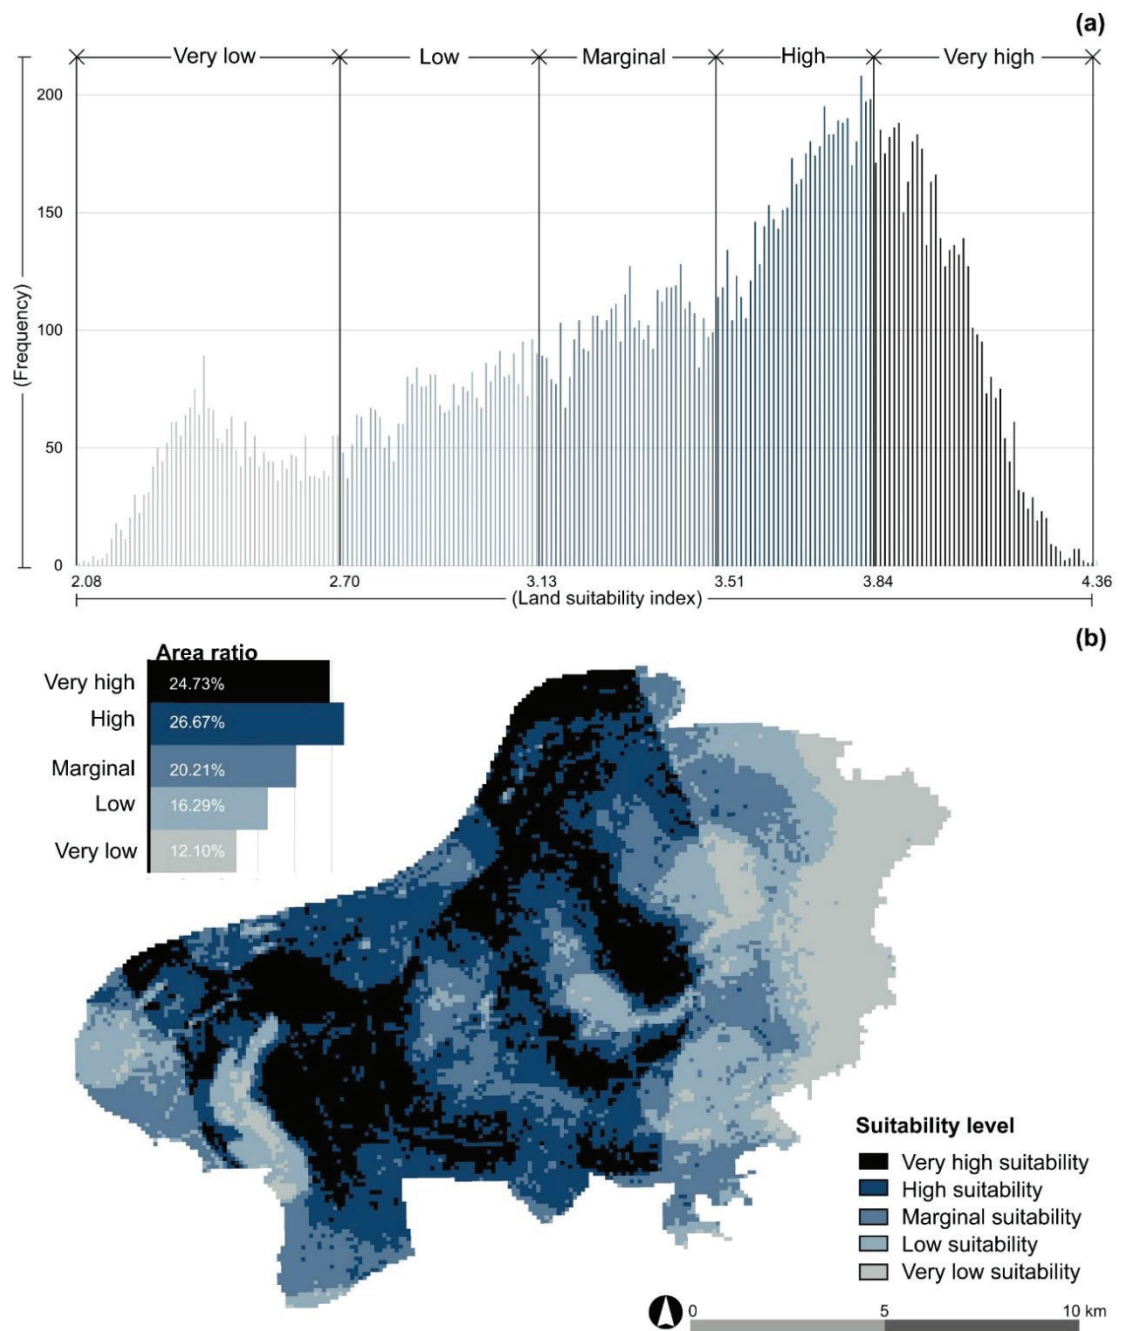 (a)
Very low
Low
Marginal
High
Very high
200
150
100
50
0
(Frequency)
2.08
2.70
3.13
3.51
3.84
4.36
(Land suitability index)
(b)
Area ratio
Very high 24.73%
High 26.67%
Marginal 20.21%
Low 16.29%
Very low 12.10%
Suitability level
Very high suitability
High suitability
Marginal suitability
Low suitability
Very low suitability
0 5 10 km